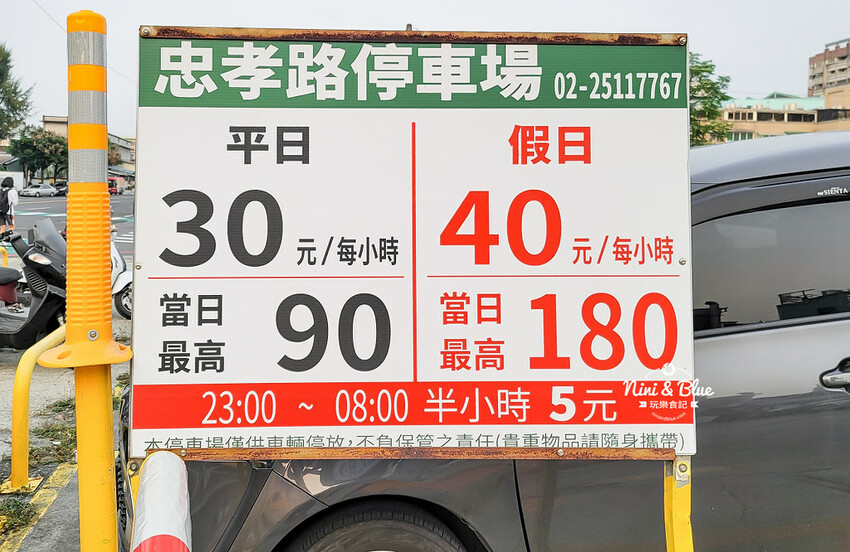 忠孝路停車場 02-25117767
平日
30 元/每小時
當日最高 90
假日
40 元/每小時
當日最高 180
23:00 ~ 08:00 半小時 5元
本停車場僅供車輛停放,不負保管之責任(貴重物品請隨身攜帶)
SIENTA
Nini & Blue
玩樂食記